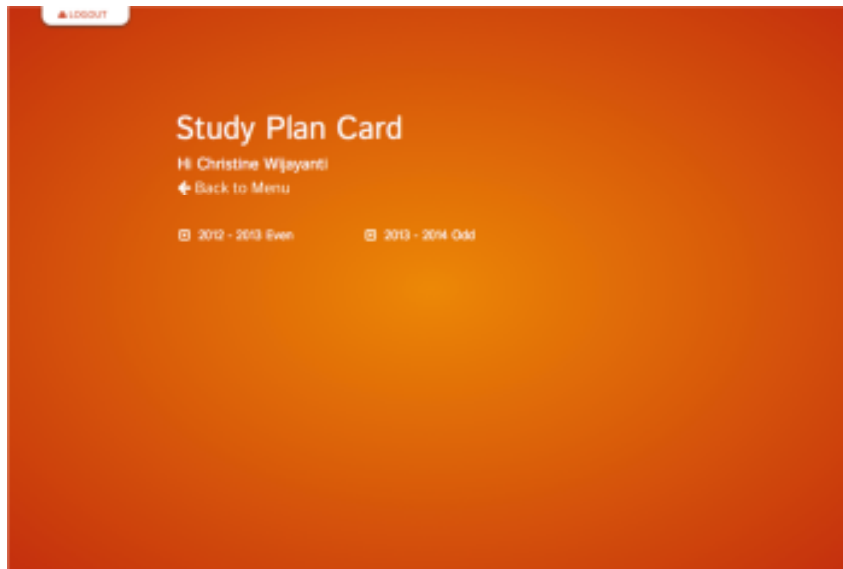 LOGOUT
Study Plan Card
Hi Christine Wijayanti
Back to Menu
2012 - 2013 Even
2013 - 2014 Odd